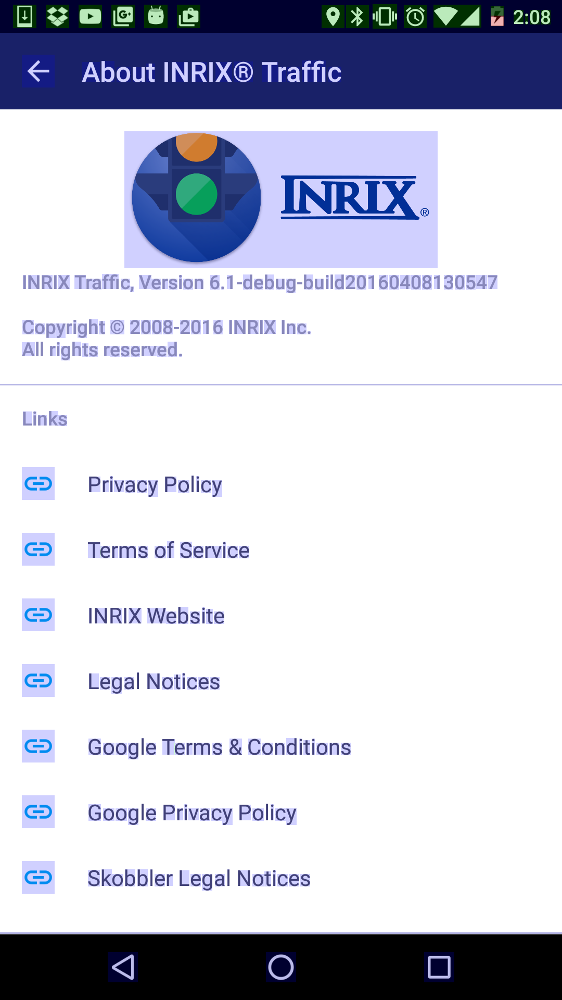 2:08
About INRIX® Traffic
INRIX®
INRIX Traffic, Version 6.1-debug-build20160408130547
Copyright © 2008-2016 INRIX Inc.
All rights reserved.
Links
Privacy Policy
Terms of Service
INRIX Website
Legal Notices
Google Terms & Conditions
Google Privacy Policy
Skobbler Legal Notices